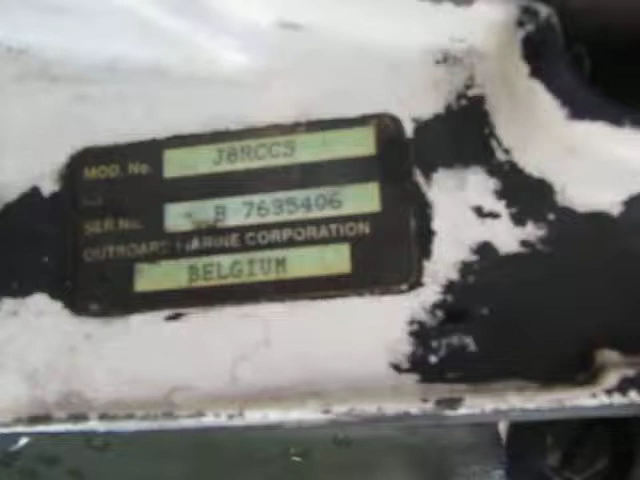 MOD. No. J8RCCS
SER. No. B 7635406
OUTBOARD MARINE CORPORATION
BELGIUM